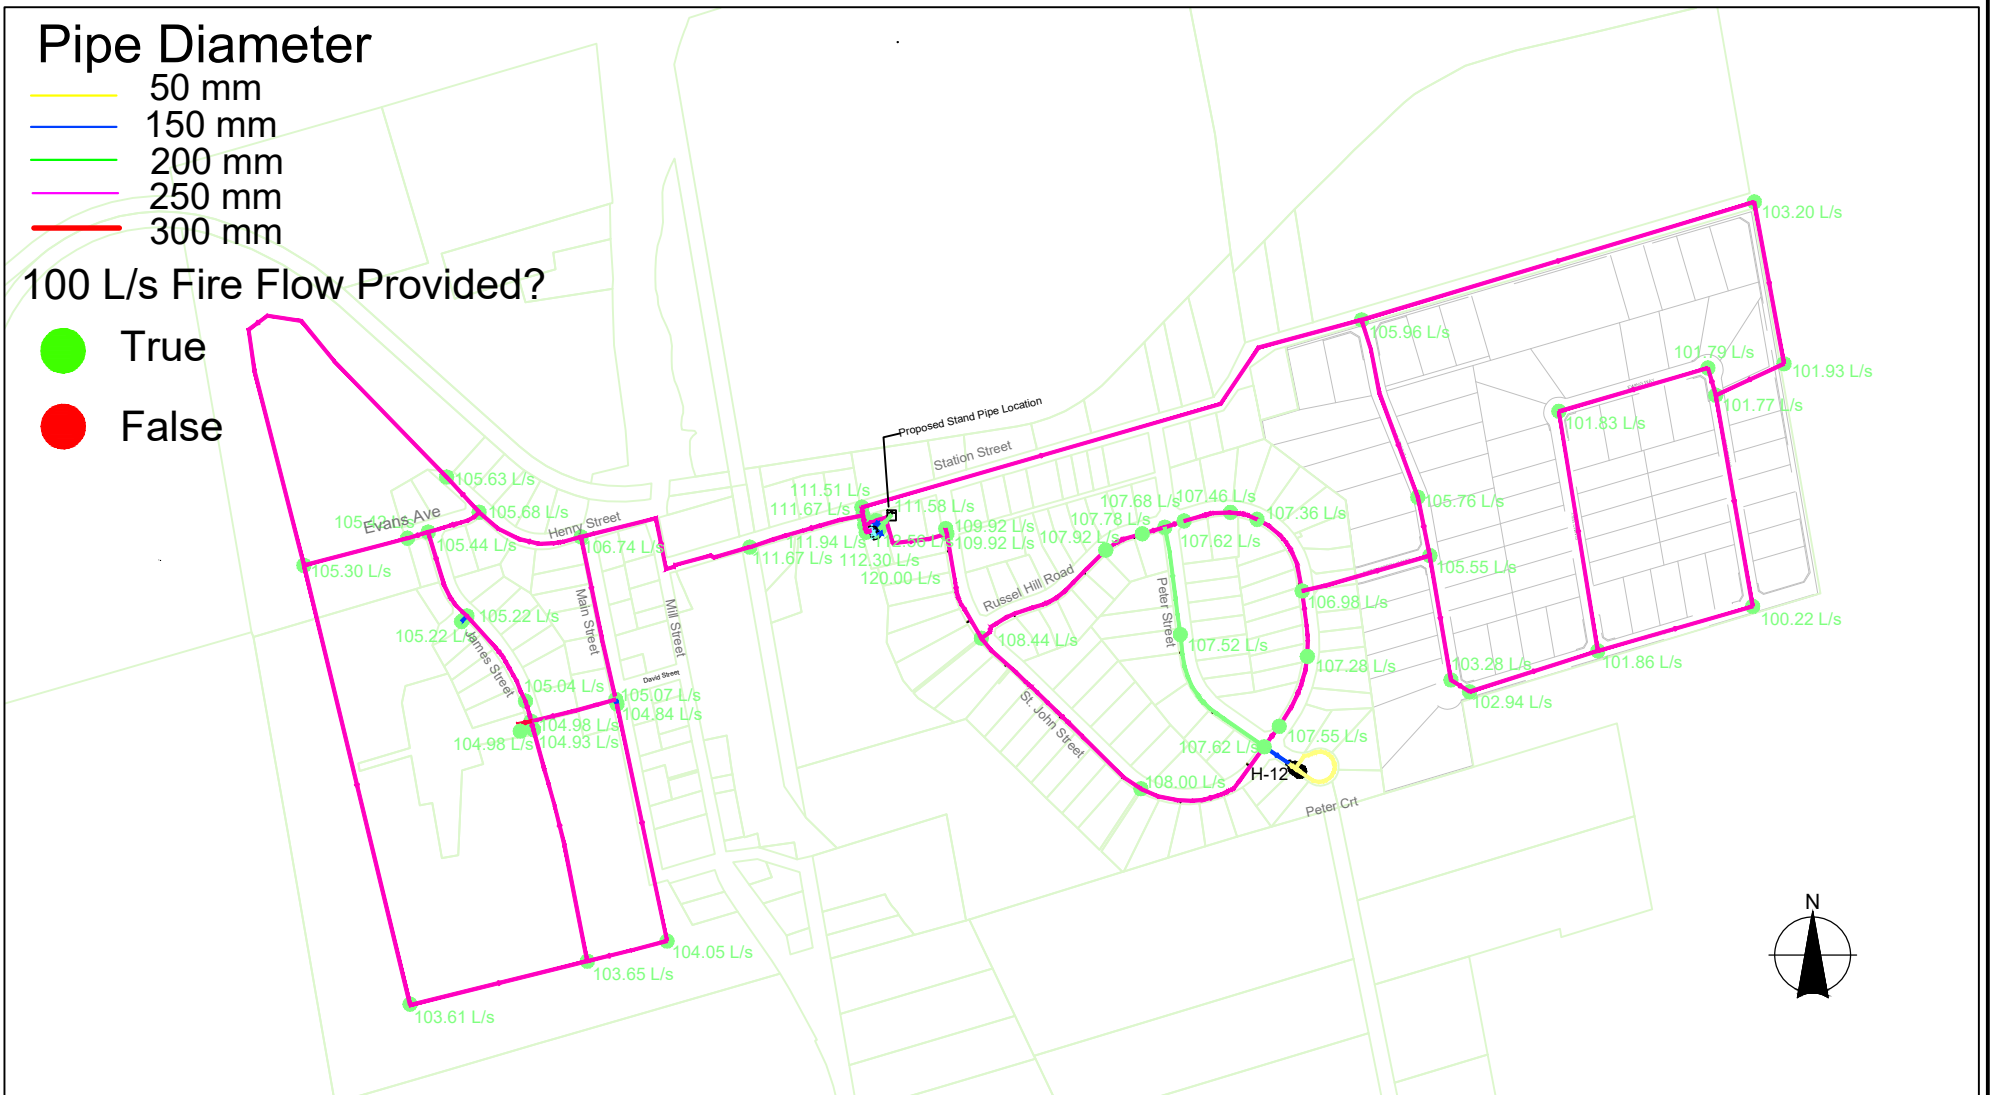 Pipe Diameter
50 mm
150 mm
200 mm
250 mm
300 mm
100 L/s Fire Flow Provided?
True
False
103.20 L/s
105.96 L/s
101.79 L/s
101.93 L/s
101.77 L/s
101.83 L/s
Proposed Stand Pipe Location
Station Street
105.63 L/s
105.68 L/s
Evans Ave
105.44 L/s
105.30 L/s
Henry Street
106.74 L/s
111.51 L/s
111.67 L/s
111.58 L/s
111.94 L/s
112.30 L/s
120.00 L/s
111.67 L/s
109.92 L/s
109.92 L/s
107.68 L/s
107.46 L/s
107.78 L/s
107.36 L/s
107.92 L/s
107.62 L/s
105.76 L/s
105.55 L/s
106.98 L/s
100.22 L/s
Russel Hill Road
Peter Street
108.44 L/s
107.52 L/s
107.28 L/s
103.28 L/s
101.86 L/s
102.94 L/s
105.22 L/s
105.22 L/s
James Street
Main Street
Mill Street
David Street
105.04 L/s
105.07 L/s
104.84 L/s
104.98 L/s
104.98 L/s
104.93 L/s
St. John Street
107.55 L/s
107.62 L/s
H-12
108.00 L/s
Peter Crt
104.05 L/s
103.65 L/s
103.61 L/s
N